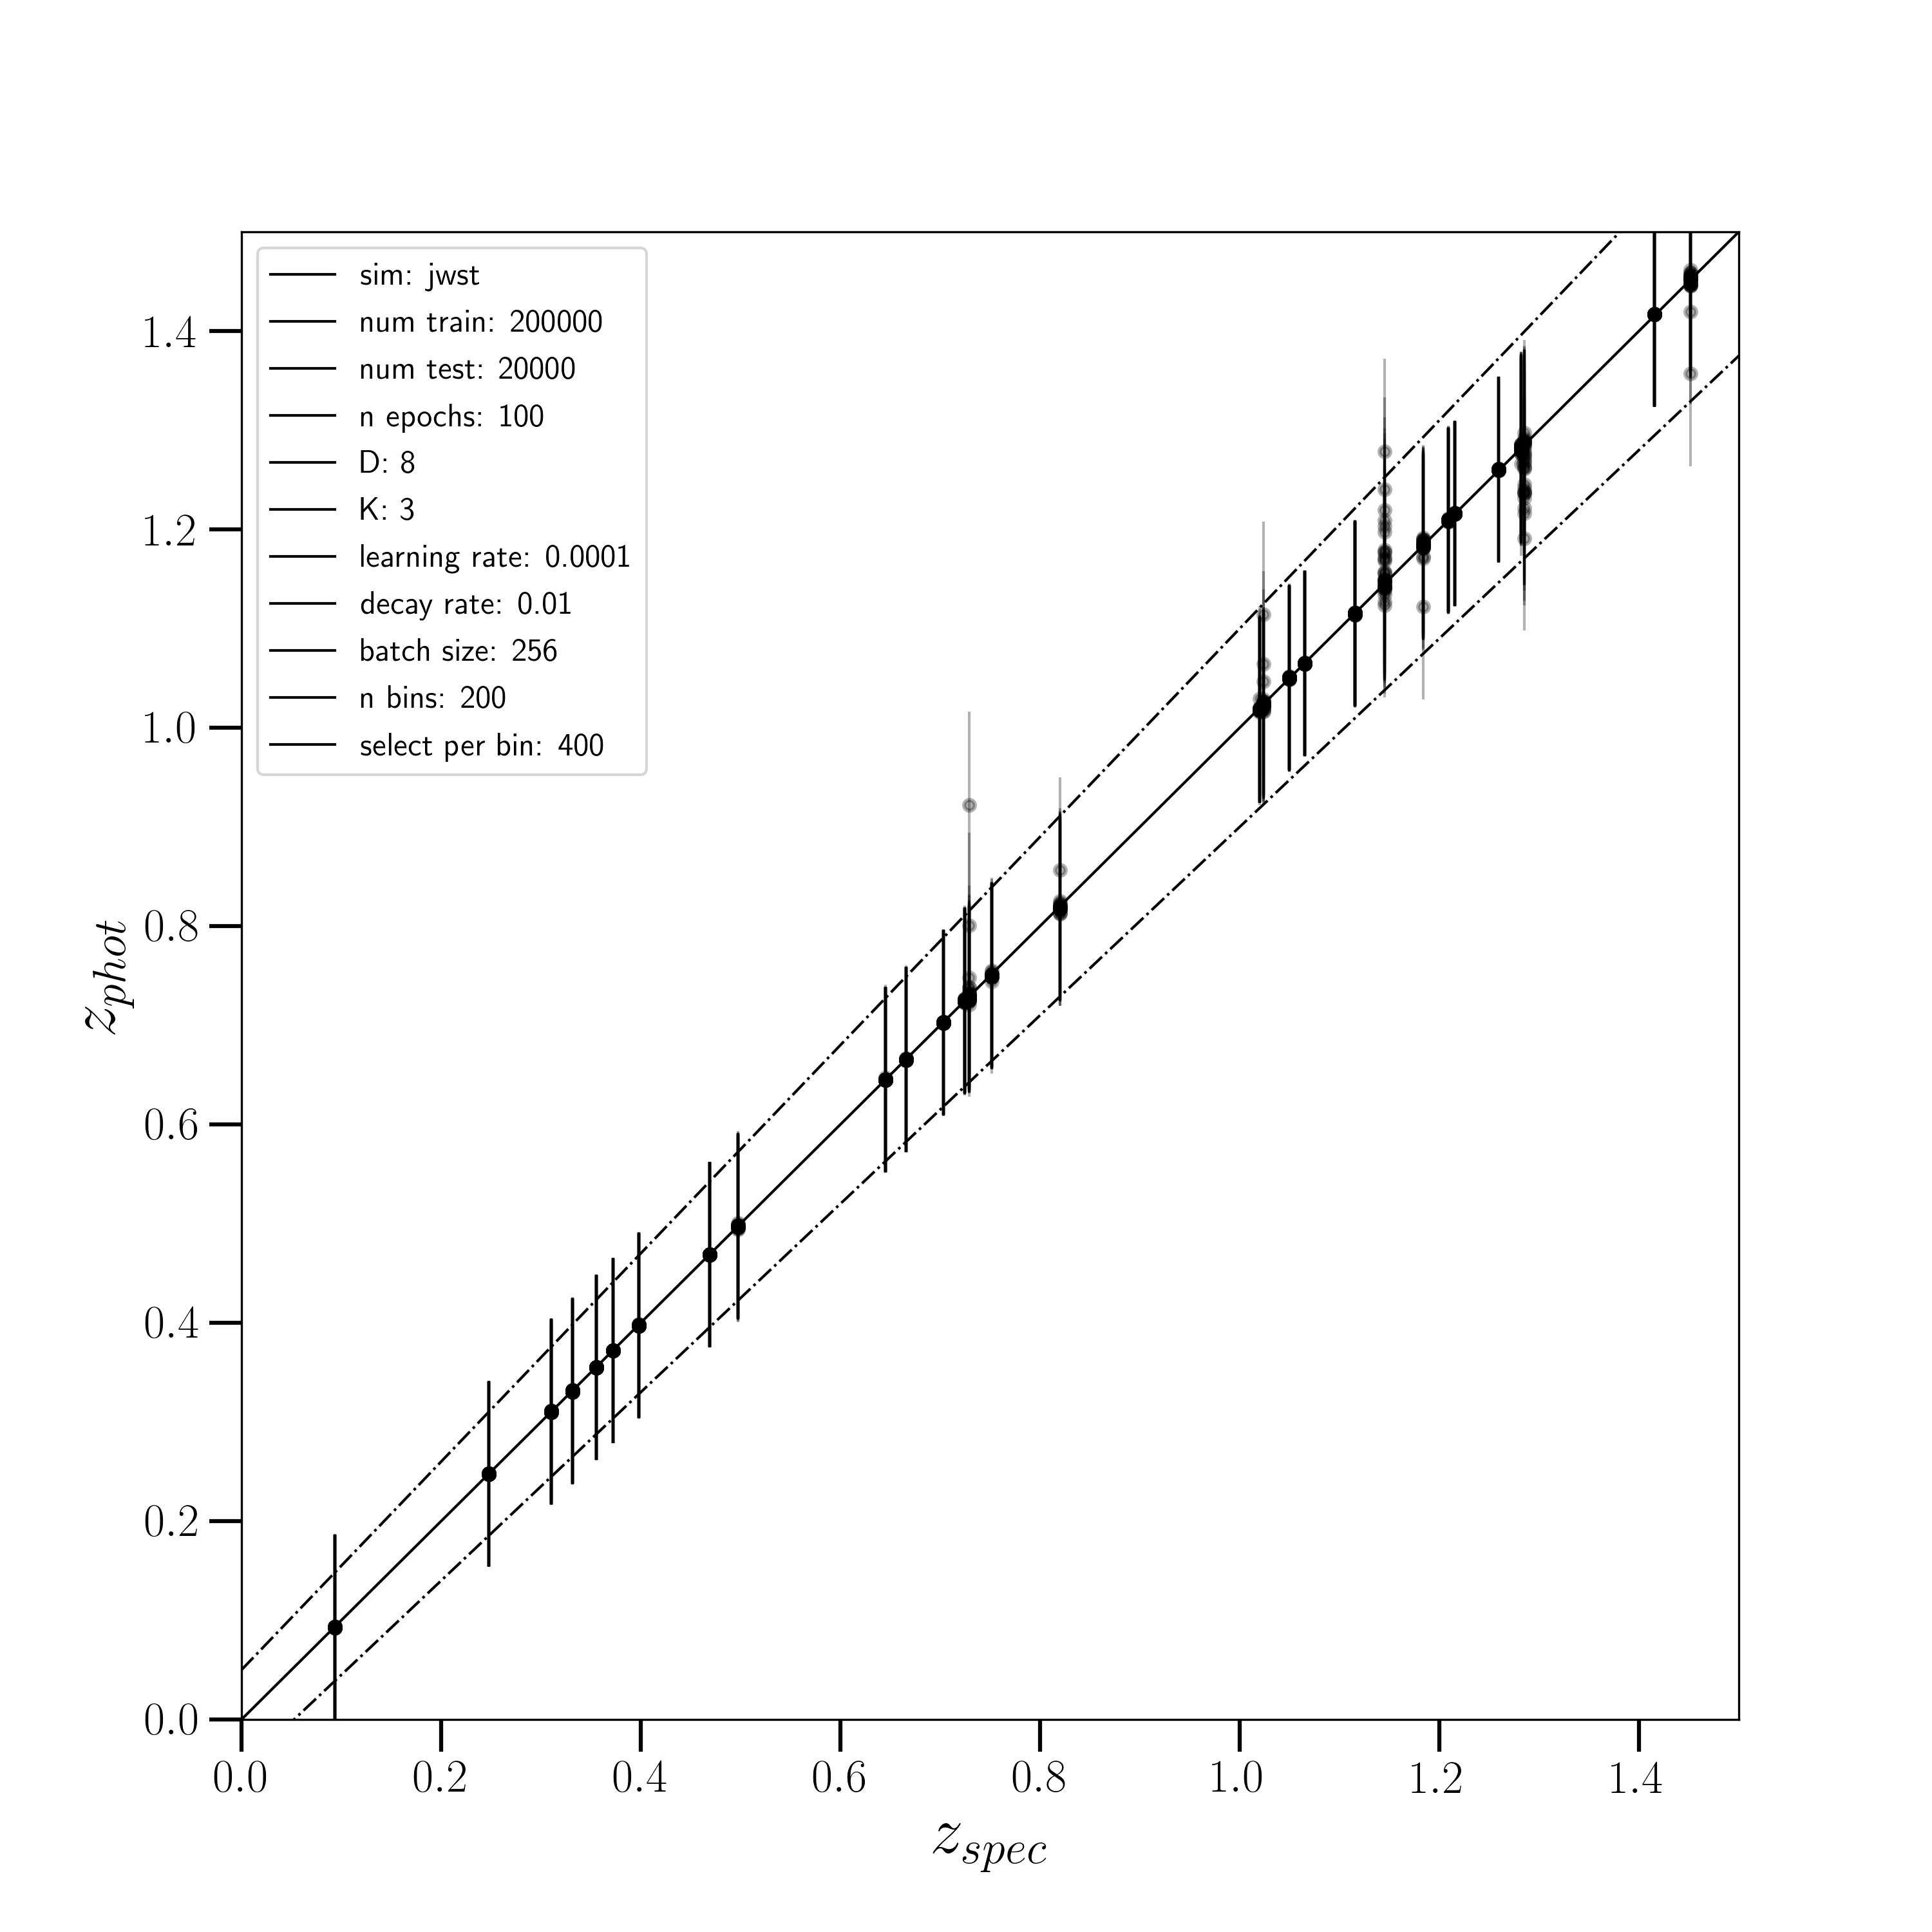 sim: jwst
num train: 200000
num test: 20000
n epochs: 100
D: 8
K: 3
learning rate: 0.0001
decay rate: 0.01
batch size: 256
n bins: 200
select per bin: 400
1.4
1.2
1.0
0.8
0.6
0.4
0.2
0.0
z_phot
0.0 0.2 0.4 0.6 0.8 1.0 1.2 1.4
z_spec